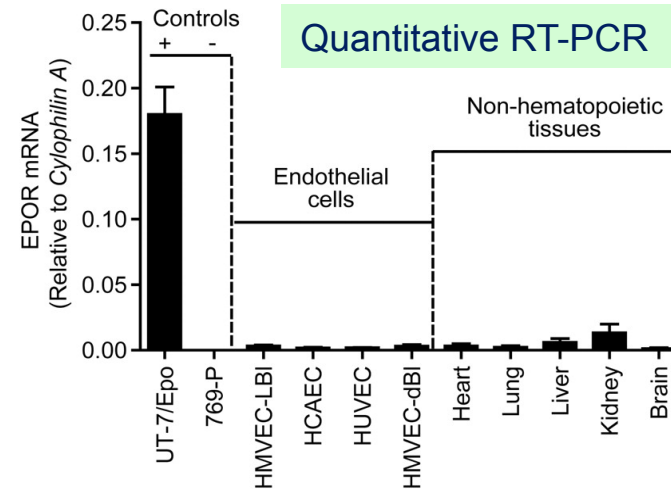 Quantitative RT-PCR
Controls
+ -
Endothelial
cells
Non-hematopoietic
tissues
EPOR mRNA
(Relative to Cylophilin A)
0.25
0.20
0.15
0.10
0.05
0.00
UT-7/Epo
769-P
HMVEC-LBI
HCAEC
HUVEC
HMVEC-dBI
Heart
Lung
Liver
Kidney
Brain